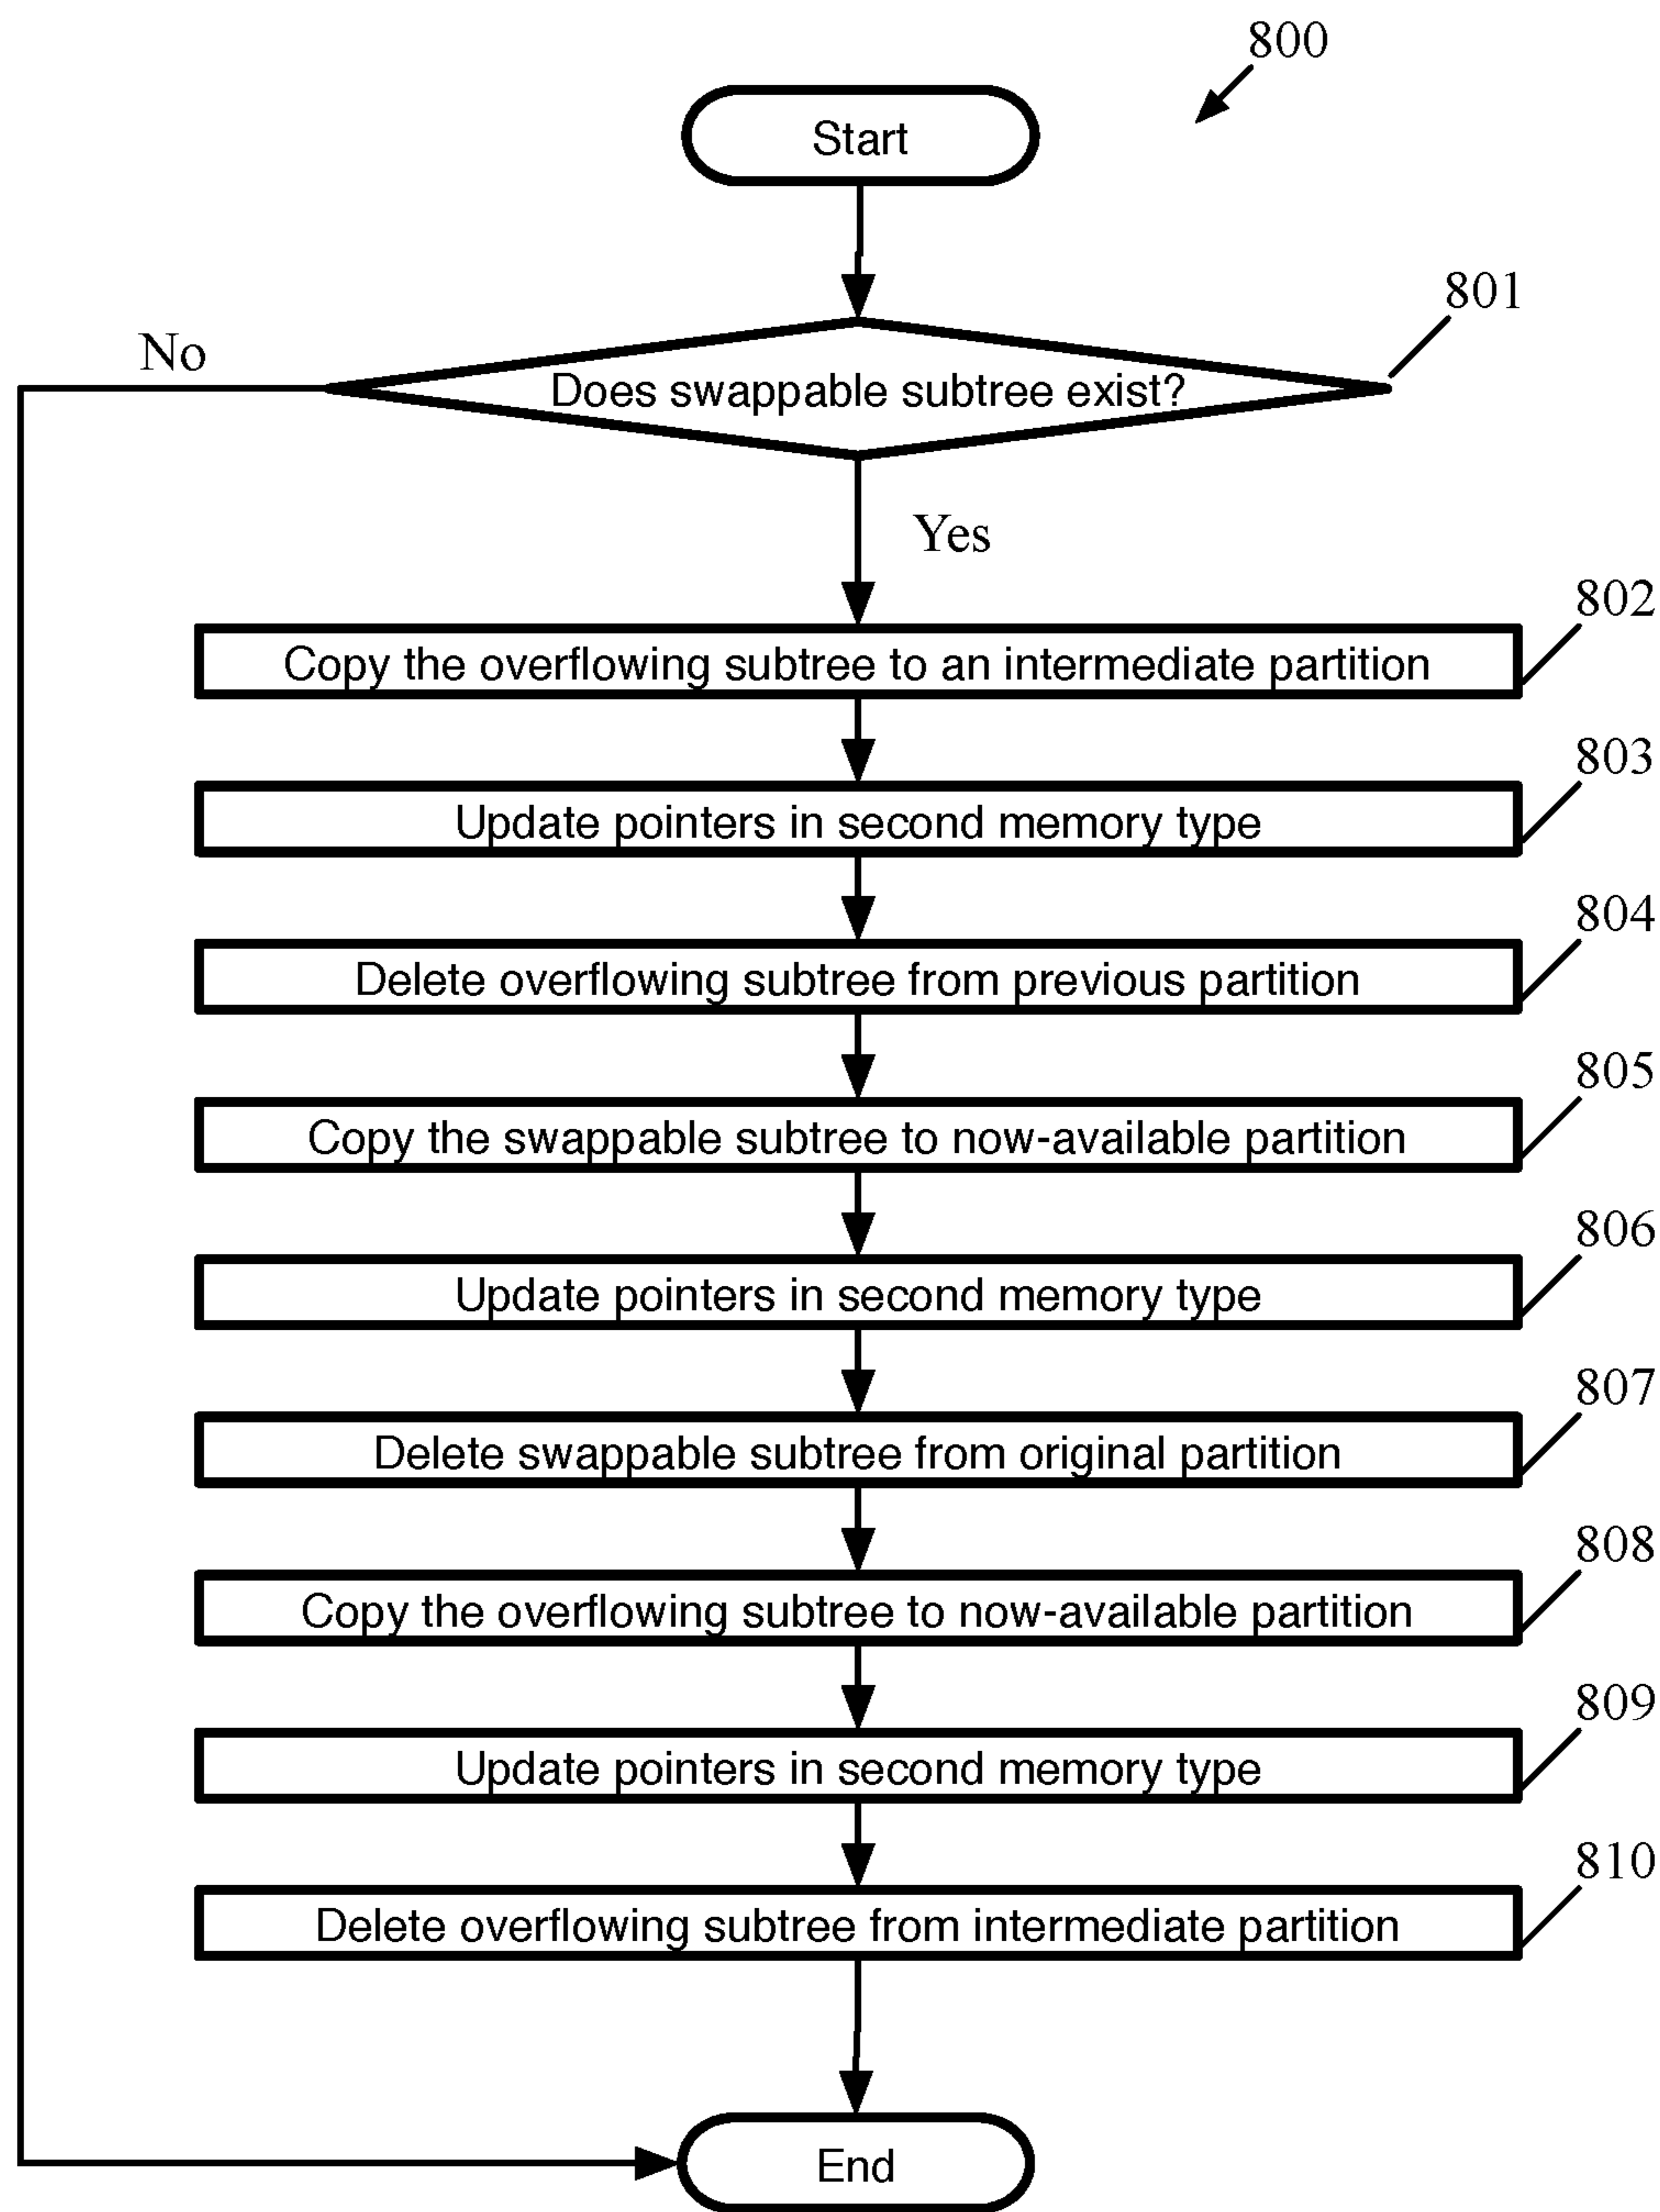 800
Start
801
No
Does swappable subtree exist?
Yes
802
Copy the overflowing subtree to an intermediate partition
803
Update pointers in second memory type
804
Delete overflowing subtree from previous partition
805
Copy the swappable subtree to now-available partition
806
Update pointers in second memory type
807
Delete swappable subtree from original partition
808
Copy the overflowing subtree to now-available partition
809
Update pointers in second memory type
810
Delete overflowing subtree from intermediate partition
End